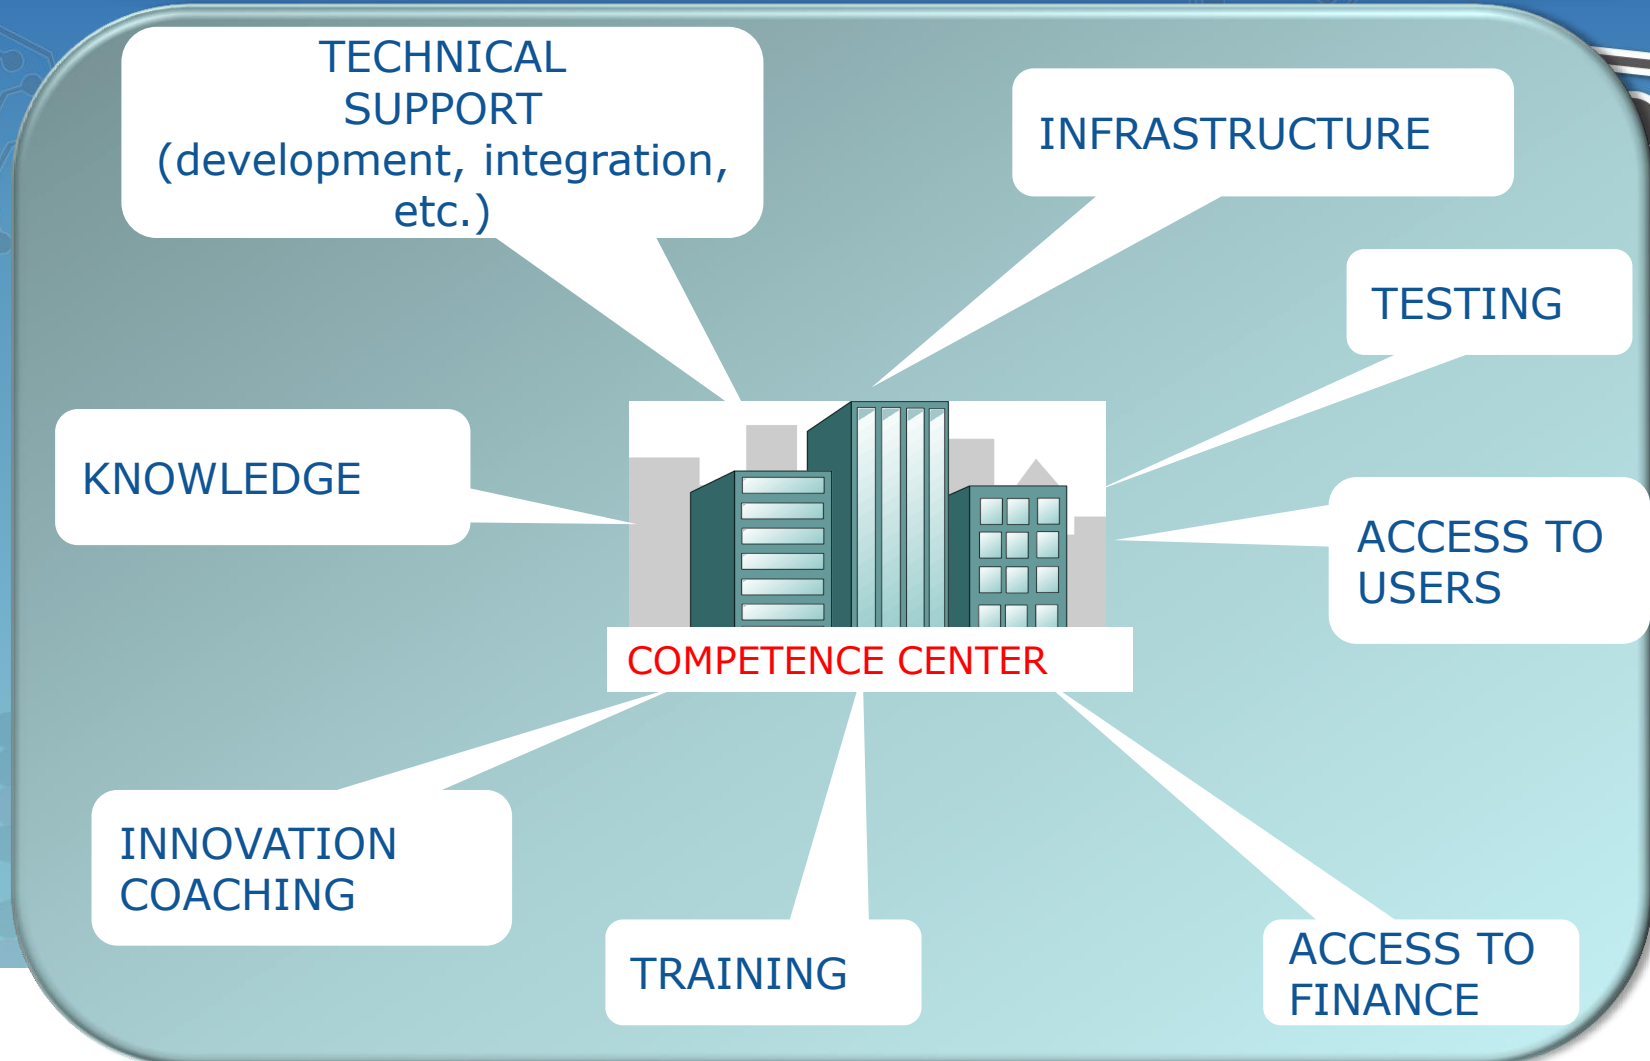 TECHNICAL
SUPPORT
(development, integration,
etc.)
INFRASTRUCTURE
TESTING
KNOWLEDGE
ACCESS TO
USERS
COMPETENCE CENTER
INNOVATION
COACHING
TRAINING
ACCESS TO
FINANCE